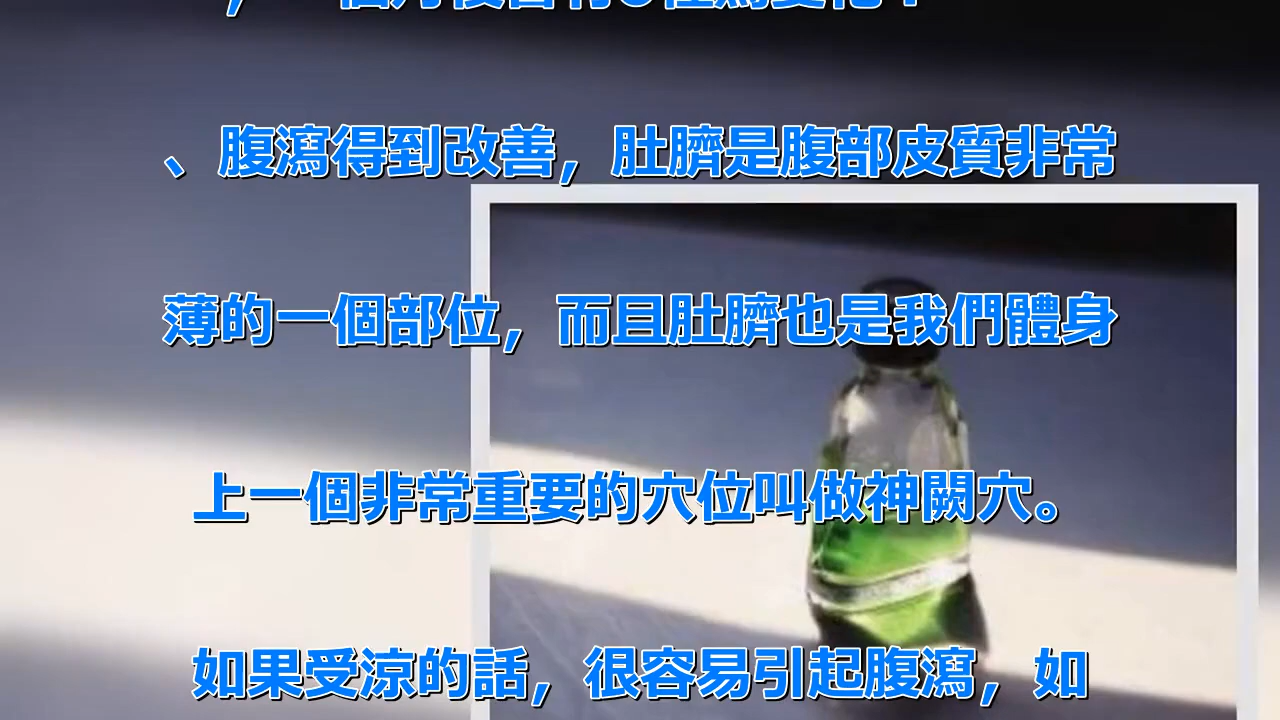 、腹瀉得到改善，肚臍是腹部皮質非常
薄的一個部位，而且肚臍也是我們體身
上一個非常重要的穴位叫做神闕穴。
如果受涼的話，很容易引起腹瀉，如